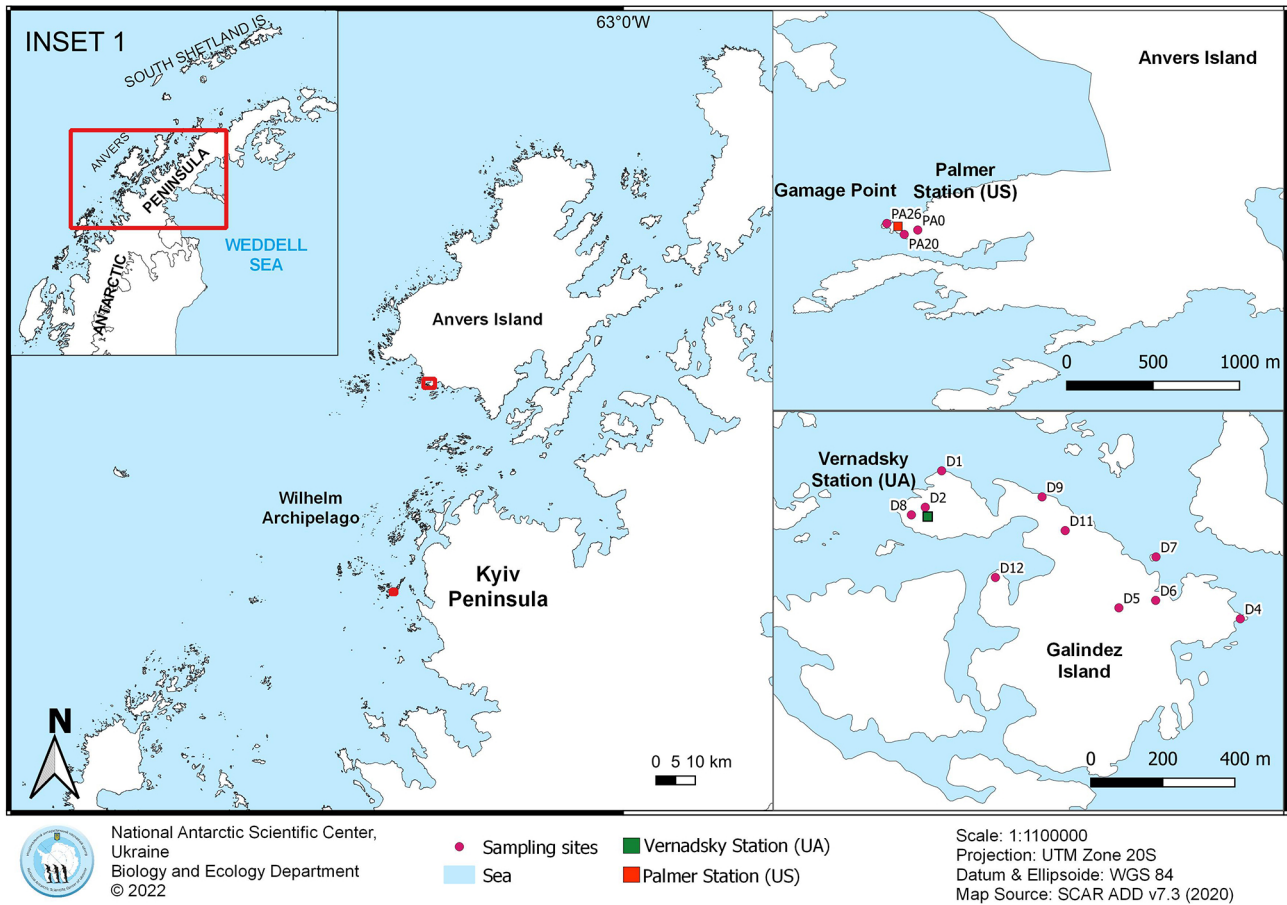 INSET 1
SOUTH SHETLAND IS.
ANVERS
PENINSULA
WEDDELL
SEA
ANTARCTIC
63°0'W
Anvers Island
Wilhelm
Archipelago
Kyiv
Peninsula
N
0 5 10 km
Anvers Island
Palmer
Station (US)
Gamage Point
PA26
PA0
PA20
0 500 1000 m
Vernadsky
Station (UA)
D1
D2
D8
D9
D11
D7
D12
D5
D6
D4
Galindez
Island
0 200 400 m
National Antarctic Scientific Center,
Ukraine
Biology and Ecology Department
© 2022
Sampling sites
Sea
Vernadsky Station (UA)
Palmer Station (US)
Scale: 1:1100000
Projection: UTM Zone 20S
Datum & Ellipsoide: WGS 84
Map Source: SCAR ADD v7.3 (2020)